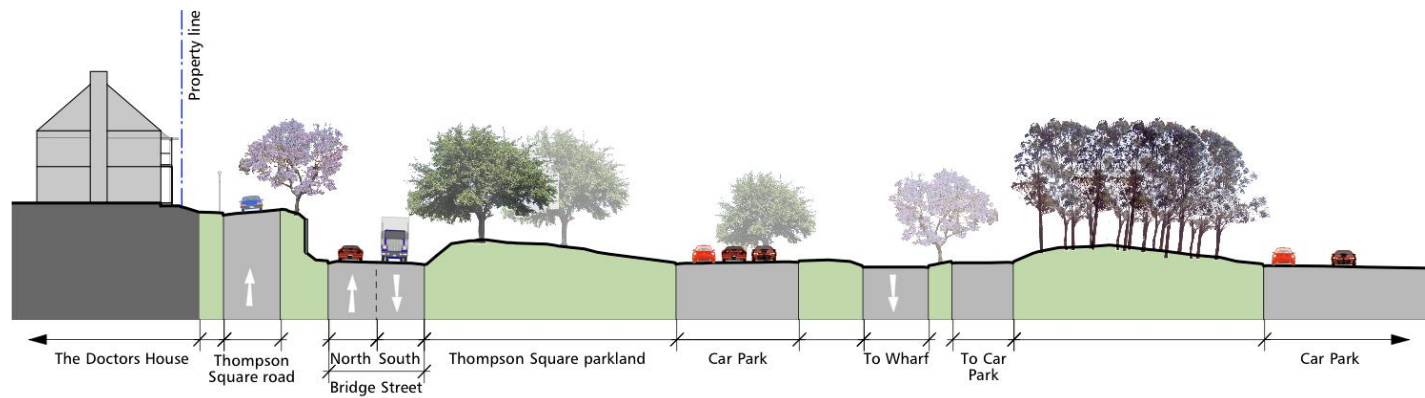 Property line
The Doctors House
Thompson
Square road
North
South
Bridge Street
Thompson Square parkland
Car Park
To Wharf
To Car
Park
Car Park